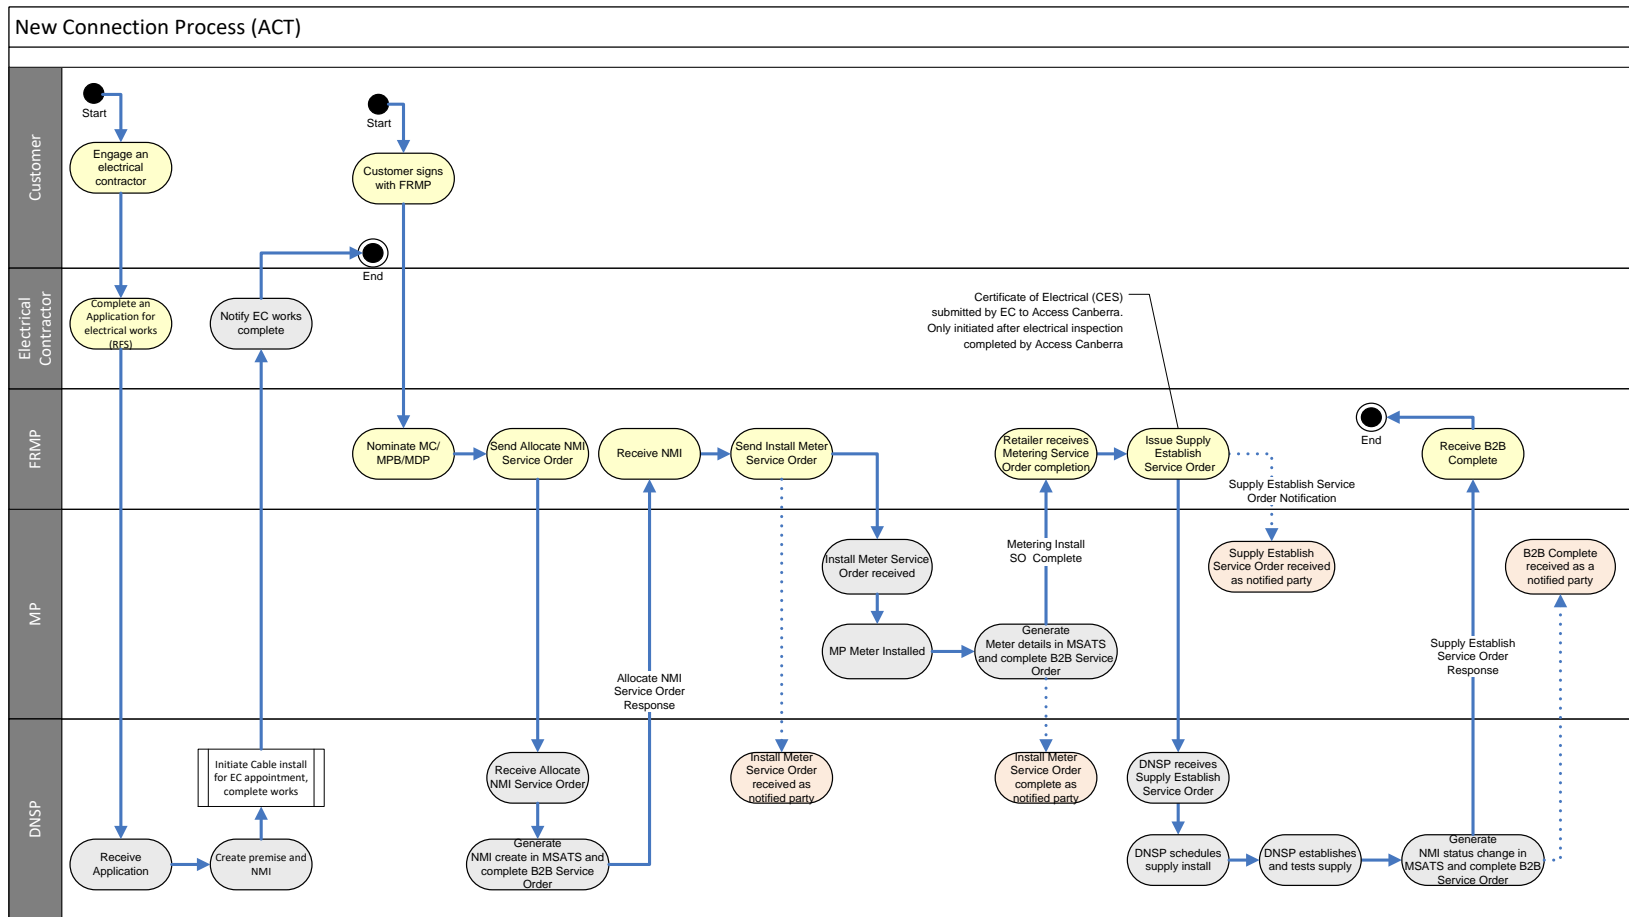 New Connection Process (ACT)
Customer
Start
Engage an
electrical
contractor
Start
Customer signs
with FRMP
End
Electrical
Contractor
Complete an
Application for
electrical works
(RFS)
Notify EC works
complete
Certificate of Electrical (CES)
submitted by EC to Access Canberra.
Only initiated after electrical inspection
completed by Access Canberra
FRMP
Nominate MC/
MPB/MDP
Send Allocate NMI
Service Order
Receive NMI
Send Install Meter
Service Order
Retailer receives
Metering Service
Order completion
Issue Supply
Establish
Service Order
Supply Establish Service
Order Notification
End
Receive B2B
Complete
MP
Allocate NMI
Service Order
Response
Install Meter Service
Order received
MP Meter Installed
Metering Install
SO  Complete
Generate
Meter details in MSATS
and complete B2B Service
Order
Supply Establish
Service Order received
as notified party
Supply Establish
Service Order
Response
B2B Complete
received as a
notified party
DNSP
Receive
Application
Initiate Cable install
for EC appointment,
complete works
Create premise and
NMI
Receive Allocate
NMI Service Order
Generate
NMI create in MSATS and
complete B2B Service
Order
Install Meter
Service Order
received as
notified party
Install Meter
Service Order
complete as
notified party
DNSP receives
Supply Establish
Service Order
DNSP schedules
supply install
DNSP establishes
and tests supply
Generate
NMI status change in
MSATS and complete B2B
Service Order